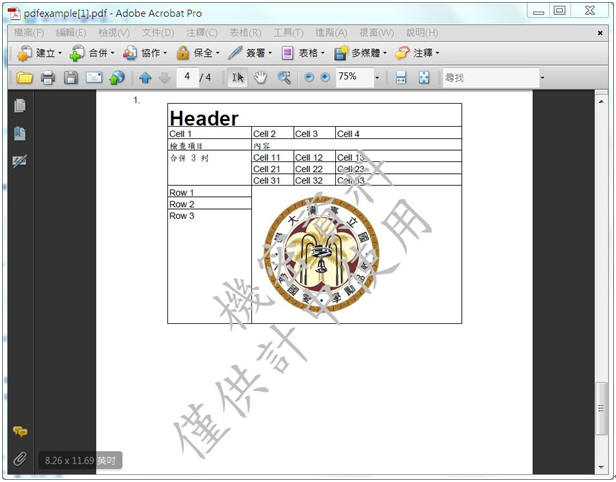 pdfexample[1].pdf - Adobe Acrobat Pro
檔案(F) 編輯(E) 檢視(V) 文件(D) 注釋(C) 表格(R) 工具(T) 進階(A) 視窗(W) 說明(H)
建立 合併 協作 保全 簽署 表格 多媒體 注釋
4 / 4 75% 尋找
1.
Header
Cell 1 Cell 2 Cell 3 Cell 4
檢查項目 內容
合併 3 列 Cell 11 Cell 12 Cell 13
Cell 21 Cell 22 Cell 23
Cell 31 Cell 32 Cell 33
Row 1
Row 2
Row 3
國立臺灣大學
機密資料
僅供計中使用
8.26 x 11.69 英吋